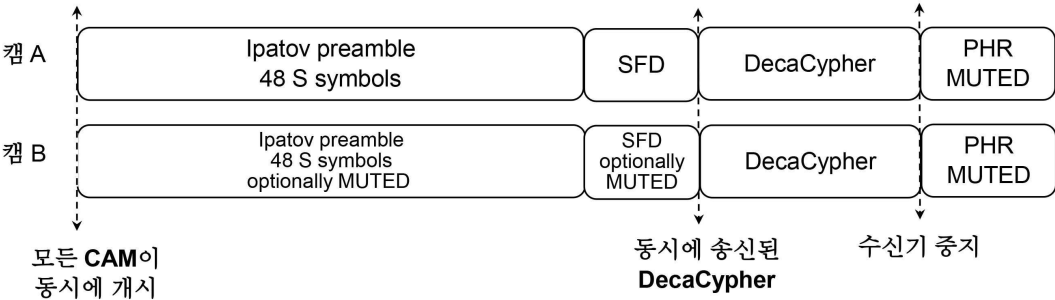 캠 A
Ipatov preamble
48 S symbols
SFD
DecaCypher
PHR
MUTED
캠 B
Ipatov preamble
48 S symbols
optionally MUTED
SFD
optionally
MUTED
DecaCypher
PHR
MUTED
모든 CAM이
동시에 개시
동시에 송신된
DecaCypher
수신기 중지